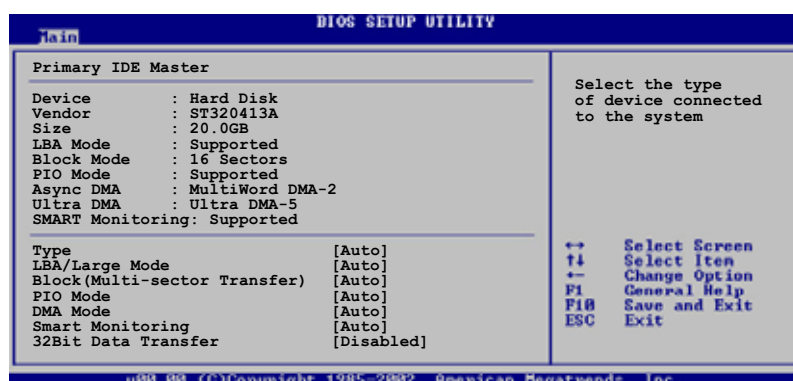 BIOS SETUP UTILITY
Main
Primary IDE Master
Device : Hard Disk
Vendor : ST320413A
Size : 20.0GB
LBA Mode : Supported
Block Mode : 16 Sectors
PIO Mode : Supported
Async DMA : MultiWord DMA-2
Ultra DMA : Ultra DMA-5
SMART Monitoring: Supported
Type [Auto]
LBA/Large Mode [Auto]
Block(Multi-sector Transfer) [Auto]
PIO Mode [Auto]
DMA Mode [Auto]
Smart Monitoring [Auto]
32Bit Data Transfer [Disabled]
Select the type
of device connected
to the system
↔ Select Screen
↑↓ Select Item
+- Change Option
F1 General Help
F10 Save and Exit
ESC Exit
v00.00 (C)Copyright 1985-2002, American Megatrends, Inc.